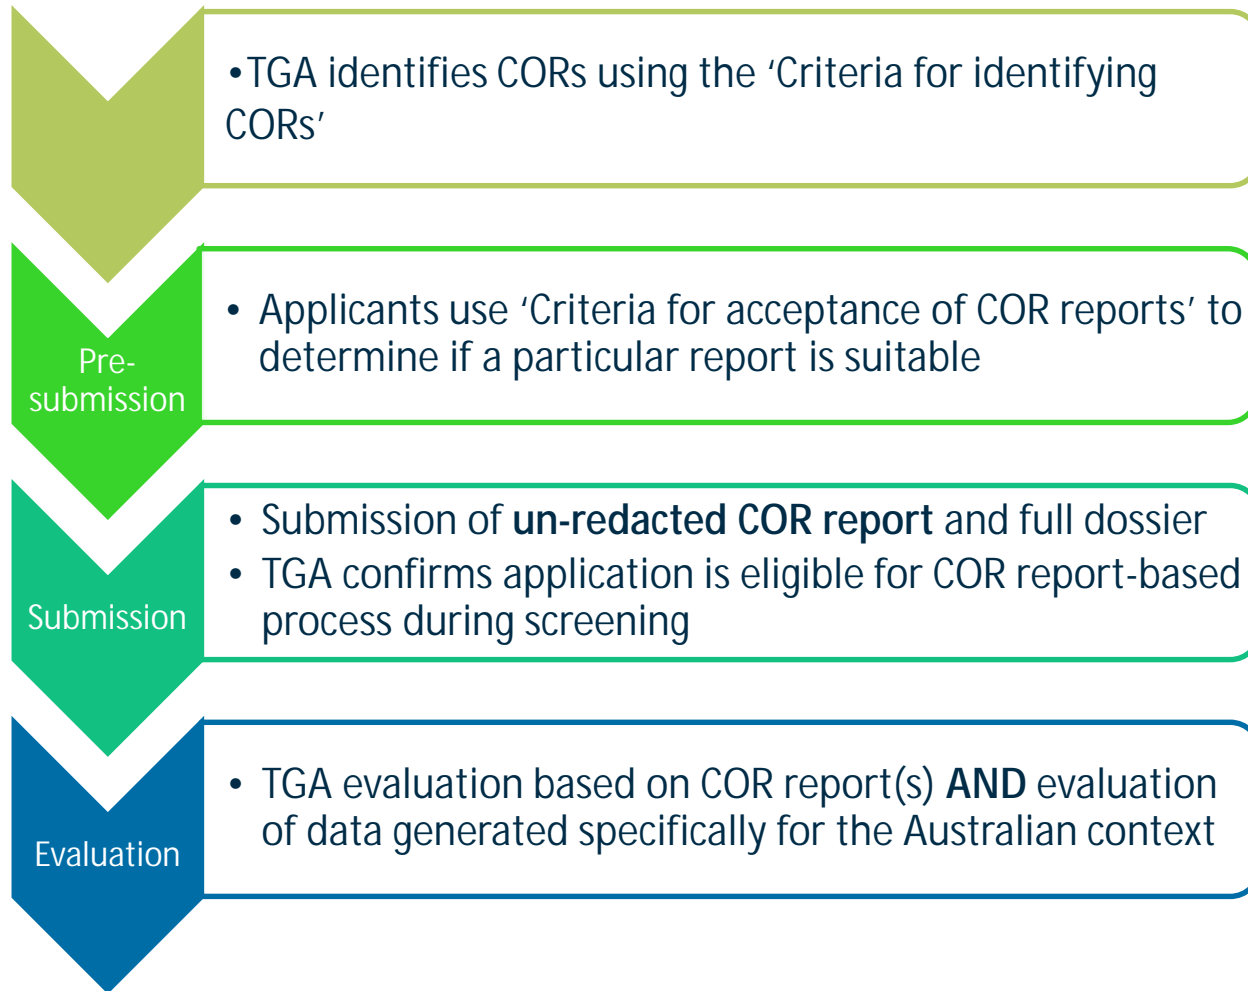 •TGA identifies CORs using the ‘Criteria for identifying
CORs’
Pre-
submission
• Applicants use ‘Criteria for acceptance of COR reports’ to
determine if a particular report is suitable
Submission
• Submission of un-redacted COR report and full dossier
• TGA confirms application is eligible for COR report-based
process during screening
Evaluation
• TGA evaluation based on COR report(s) AND evaluation
of data generated specifically for the Australian context